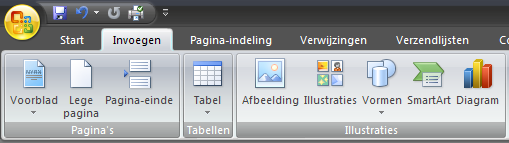 Start Invoegen Pagina-indeling Verwijzingen Verzendlijsten
Voorblad Lege pagina Pagina-einde Tabel Afbeelding Illustraties Vormen SmartArt Diagram
Pagina's Tabellen Illustraties